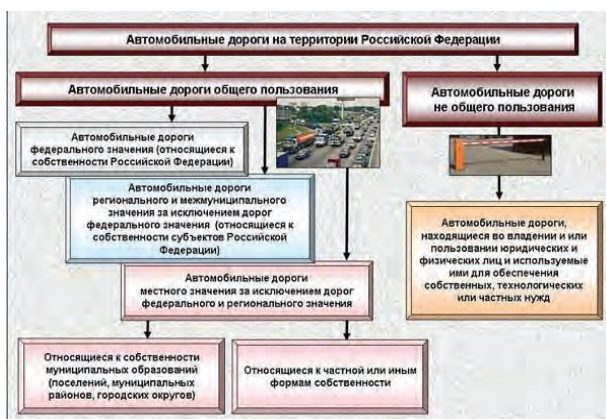 Автомобильные дороги на территории Российской Федерации
Автомобильные дороги общего пользования
Автомобильные дороги
не общего пользования
Автомобильные дороги
федерального значения (относящиеся к
собственности Российской Федерации)
Автомобильные дороги
регионального и межмуниципального
значения за исключением дорог
федерального значения (относящиеся к
собственности субъектов Российской
Федерации)
Автомобильные дороги,
находящиеся во владении и или
пользовании юридических и
физических лиц и используемые
ими для обеспечения
собственных, технологических
или частных нужд
Автомобильные дороги
местного значения за исключением дорог
федерального и регионального значения
Относящиеся к собственности
муниципальных образований
(поселений, муниципальных
районов, городских округов)
Относящиеся к частной или иным
формам собственности